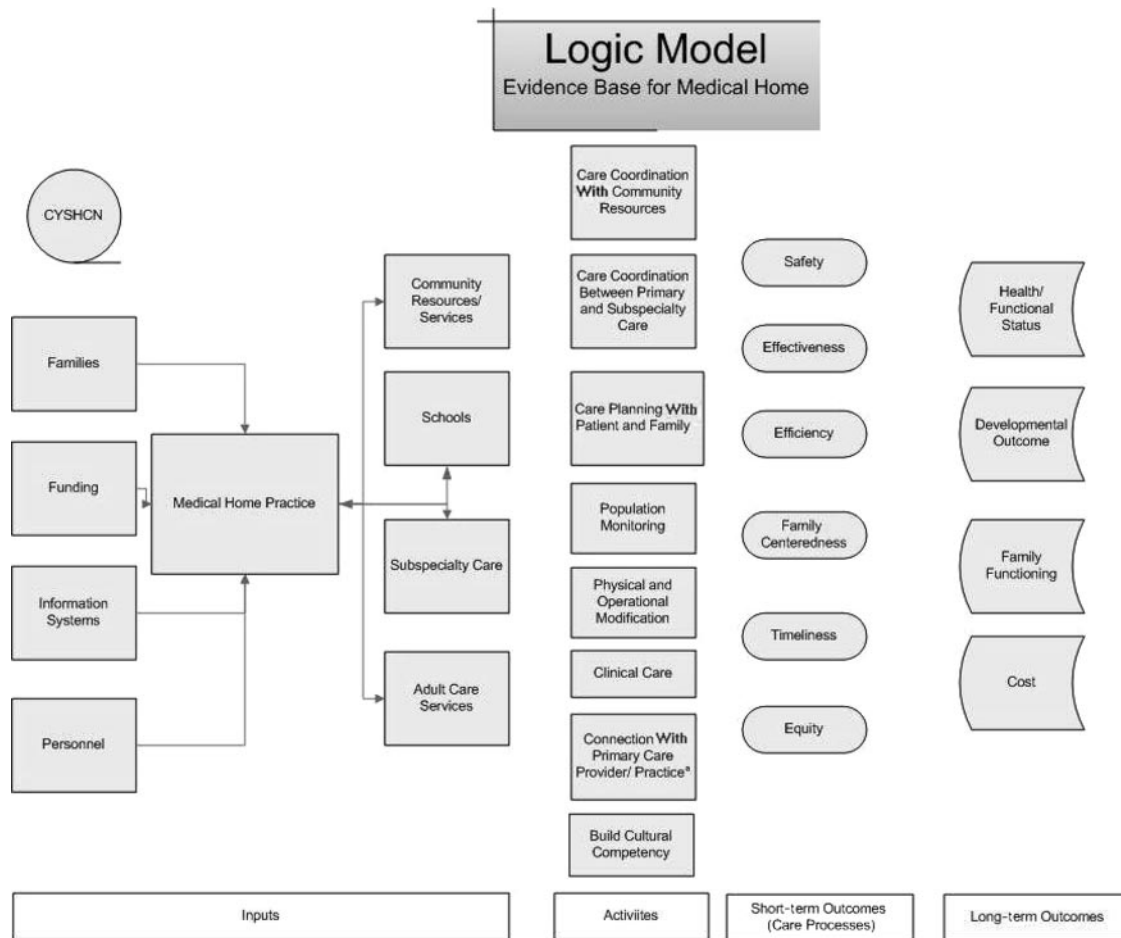 Logic Model
Evidence Base for Medical Home
CYSHCN
Families
Funding
Information
Systems
Personnel
Medical Home Practice
Community
Resources/
Services
Schools
Subspecialty Care
Adult Care
Services
Care Coordination
With Community
Resources
Care Coordination
Between Primary
and Subspecialty
Care
Care Planning With
Patient and Family
Population
Monitoring
Physical and
Operational
Modification
Clinical Care
Connection With
Primary Care
Provider/ Practiceª
Build Cultural
Competency
Safety
Effectiveness
Efficiency
Family
Centeredness
Timeliness
Equity
Health/
Functional
Status
Developmental
Outcome
Family
Functioning
Cost
Inputs
Activiites
Short-term Outcomes
(Care Processes)
Long-term Outcomes